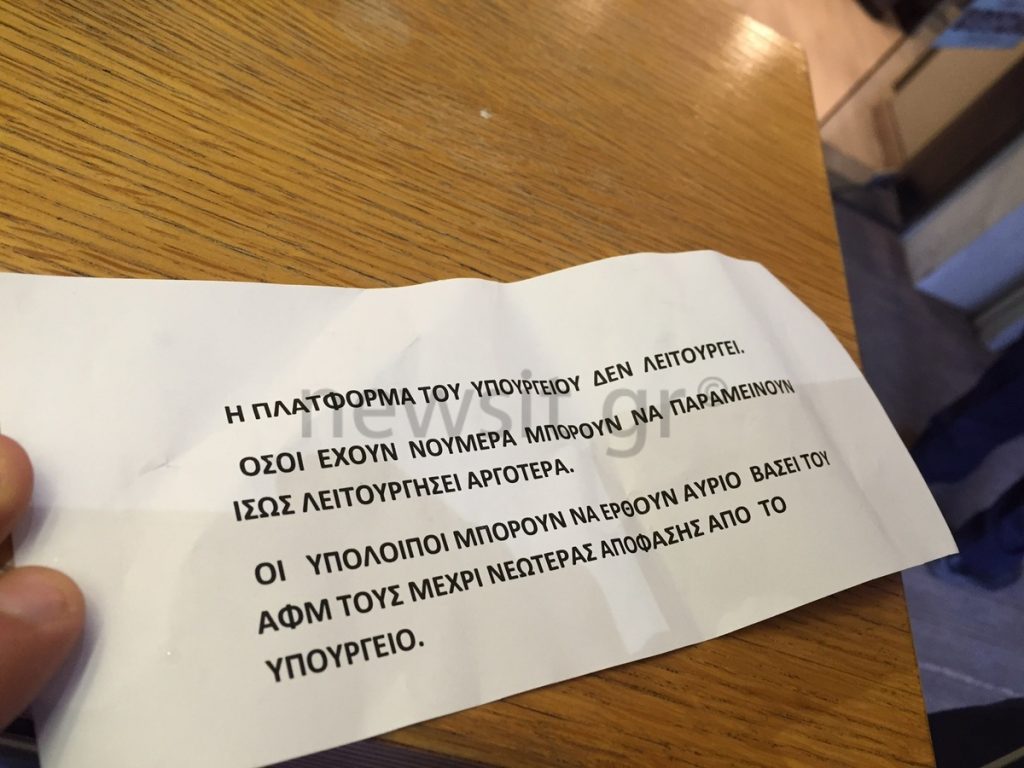 Η ΠΛΑΤΦΟΡΜΑ ΤΟΥ ΥΠΟΥΡΓΕΙΟΥ ΔΕΝ ΛΕΙΤΟΥΡΓΕΙ.
newsit.gr©
ΟΣΟΙ ΕΧΟΥΝ ΝΟΥΜΕΡΑ ΜΠΟΡΟΥΝ ΝΑ ΠΑΡΑΜΕΙΝΟΥΝ
ΙΣΩΣ ΛΕΙΤΟΥΡΓΗΣΕΙ ΑΡΓΟΤΕΡΑ.
ΟΙ ΥΠΟΛΟΙΠΟΙ ΜΠΟΡΟΥΝ ΝΑ ΕΡΘΟΥΝ ΑΥΡΙΟ ΒΑΣΕΙ ΤΟΥ
ΑΦΜ ΤΟΥΣ ΜΕΧΡΙ ΝΕΩΤΕΡΑΣ ΑΠΟΦΑΣΗΣ ΑΠΟ ΤΟ
ΥΠΟΥΡΓΕΙΟ.